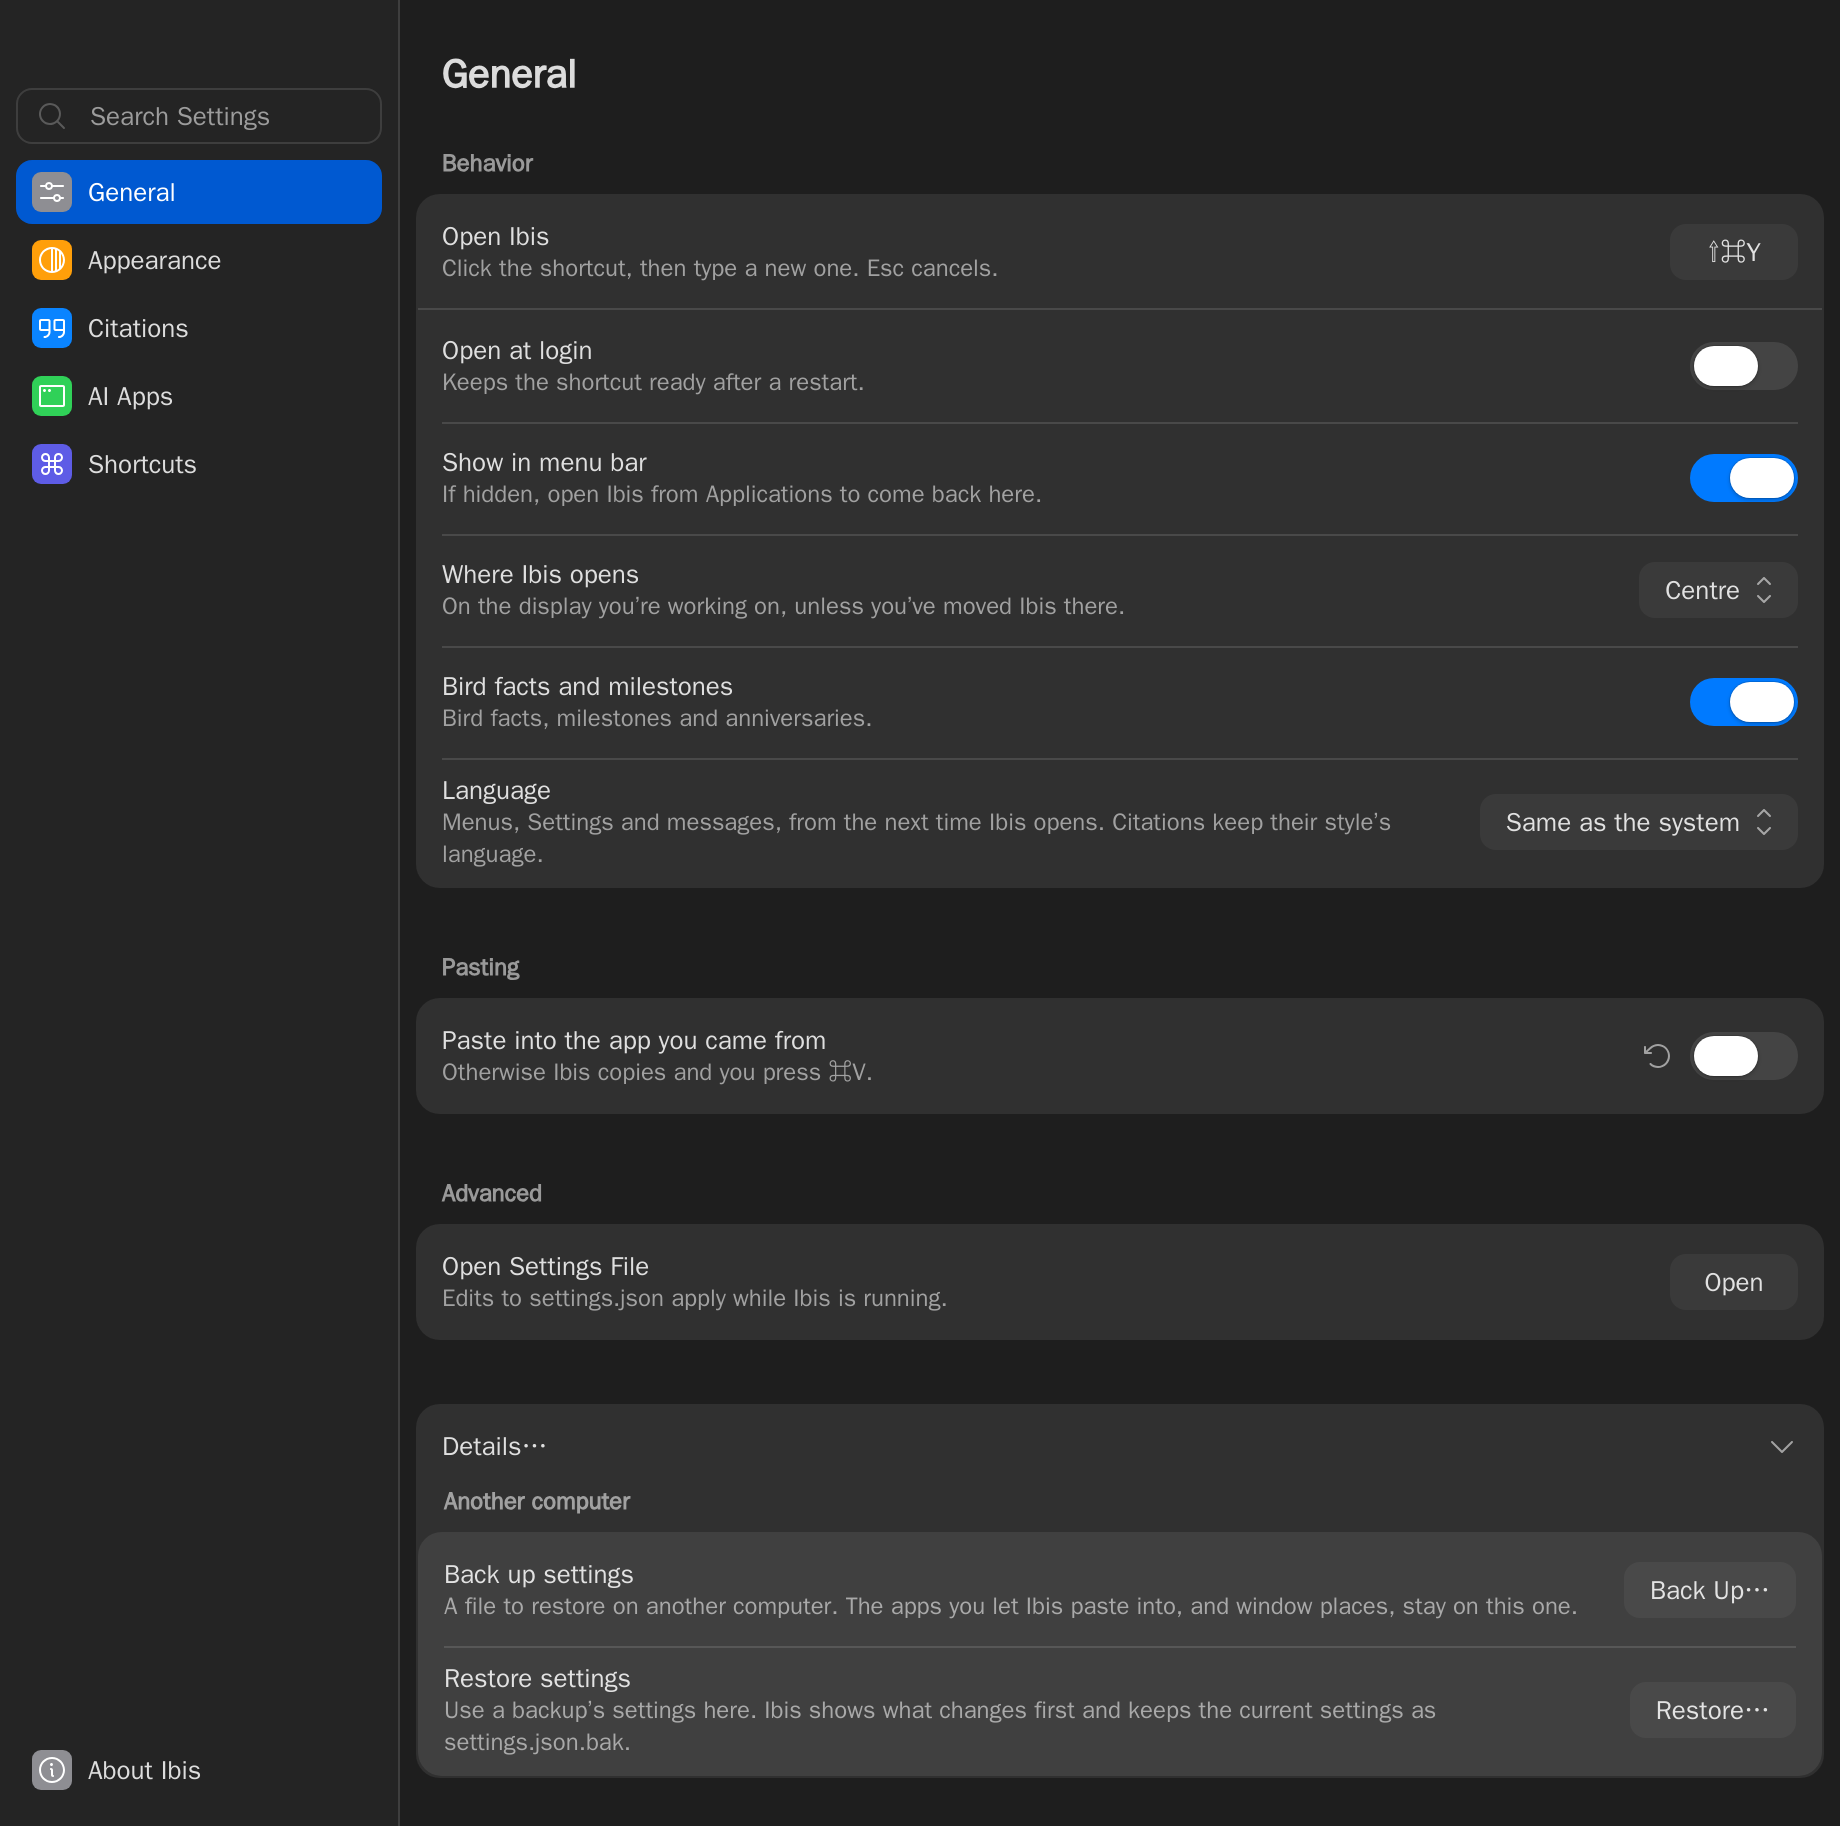 Search Settings
General
Appearance
Citations
AI Apps
Shortcuts
About Ibis
General
Behavior
Open Ibis
Click the shortcut, then type a new one. Esc cancels.
⇧⌘Y
Open at login
Keeps the shortcut ready after a restart.
Show in menu bar
If hidden, open Ibis from Applications to come back here.
Where Ibis opens
On the display you’re working on, unless you’ve moved Ibis there.
Centre
Bird facts and milestones
Bird facts, milestones and anniversaries.
Language
Menus, Settings and messages, from the next time Ibis opens. Citations keep their style’s
language.
Same as the system
Pasting
Paste into the app you came from
Otherwise Ibis copies and you press ⌘V.
Advanced
Open Settings File
Edits to settings.json apply while Ibis is running.
Open
Details…
Another computer
Back up settings
A file to restore on another computer. The apps you let Ibis paste into, and window places, stay on this one.
Back Up…
Restore settings
Use a backup’s settings here. Ibis shows what changes first and keeps the current settings as
settings.json.bak.
Restore…